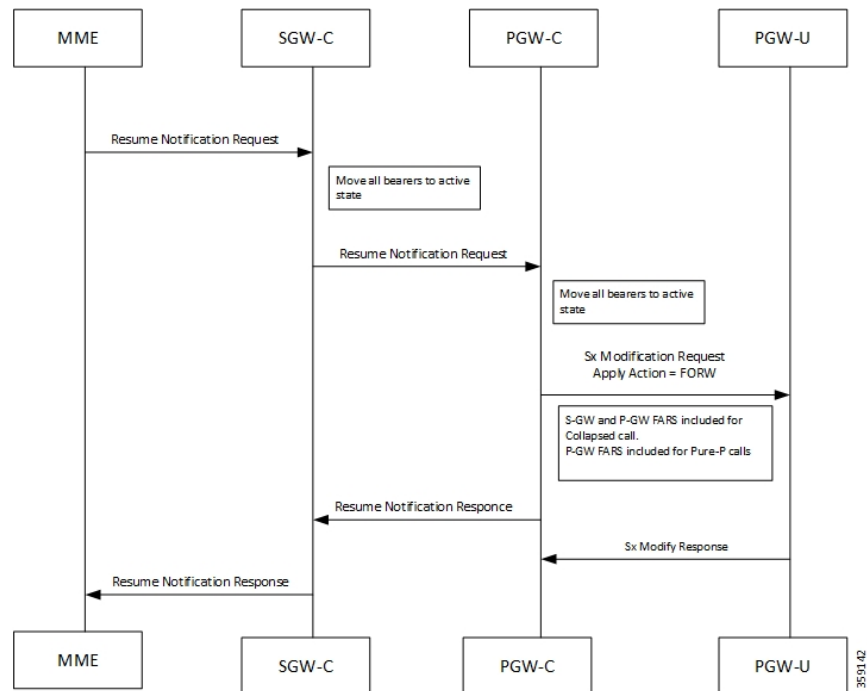 MME
SGW-C
PGW-C
PGW-U
Resume Notification Request
Move all bearers to active
state
Resume Notification Request
Move all bearers to active
state
Sx Modification Request
Apply Action = FORW
S-GW and P-GW FARS included for
Collapsed call.
P-GW FARS included for Pure-P calls
Resume Notification Responce
Sx Modify Response
Resume Notification Response
MME
SGW-C
PGW-C
PGW-U
359142